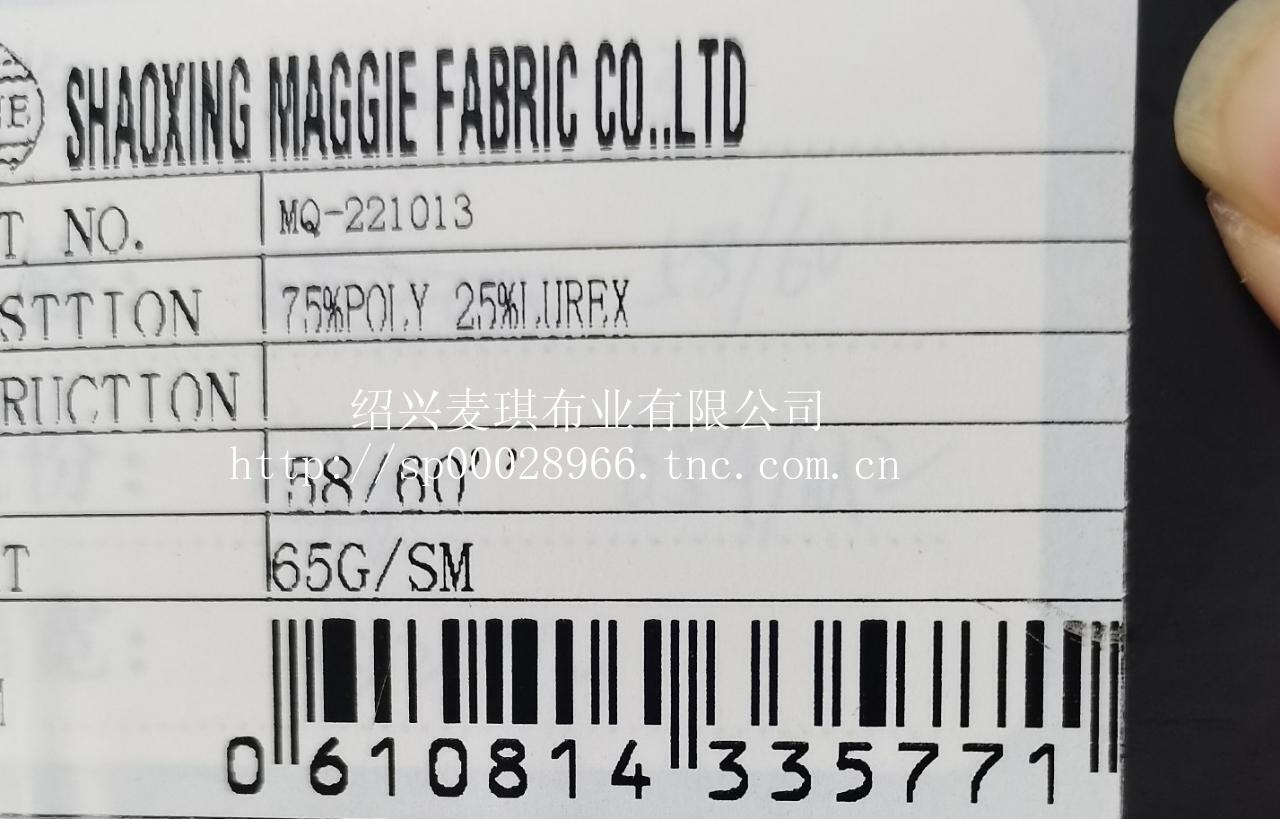 SHAOXING MAGGIE FABRIC CO.,LTD
T NO. MQ-221013
STTION 75%POLY 25%LUREX
RUCTION
绍兴麦琪布业有限公司
58/60''
http://sp00028966.tnc.com.cn
T 65G/SM
0 610814 335771